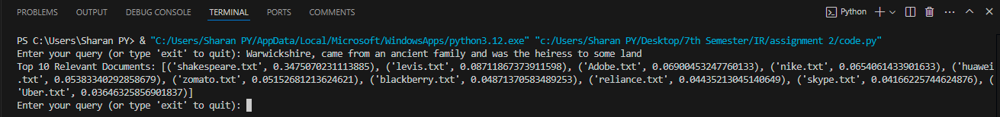 PROBLEMS OUTPUT DEBUG CONSOLE TERMINAL PORTS COMMENTS Python
PS C:\Users\Sharan PY> & "C:/Users/Sharan PY/AppData/Local/Microsoft/WindowsApps/python3.12.exe" "c:/Users/Sharan PY/Desktop/7th Semester/IR/assignment 2/code.py"
Enter your query (or type 'exit' to quit): Warwickshire, came from an ancient family and was the heiress to some land
Top 10 Relevant Documents: [('shakespeare.txt', 0.3475070231113885), ('levis.txt', 0.08711867377693511), ('Adobe.txt', 0.06900453247760133), ('nike.txt', 0.0654061433901633), ('huawei
.txt', 0.05383340292858679), ('zomato.txt', 0.05152681213624621), ('blackberry.txt', 0.04871370583489253), ('reliance.txt', 0.04435213045140649), ('skype.txt', 0.04166225744624876), (
'Uber.txt', 0.03646325856901837)]
Enter your query (or type 'exit' to quit):